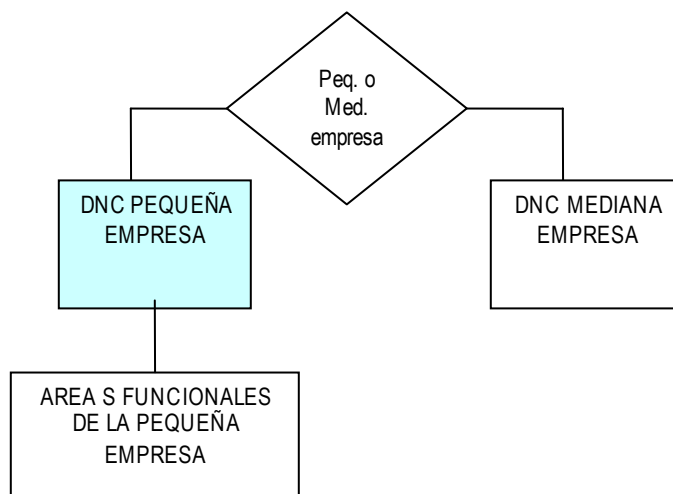 Peq. o
Med.
empresa
DNC PEQUEÑA
EMPRESA
DNC MEDIANA
EMPRESA
AREA S FUNCIONALES
DE LA PEQUEÑA
EMPRESA